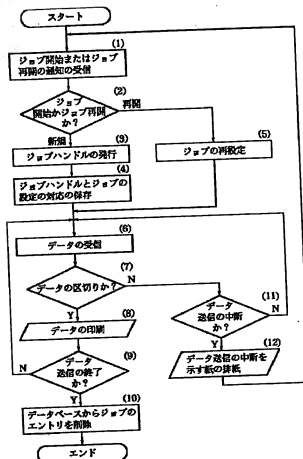 スタート
(1)
ジョブ開始またはジョブ
再開の通知の受信
(2)
ジョブ
開始かジョブ再開
か？
再開
新規
(3)
ジョブハンドルの発行
(5)
ジョブの再設定
(4)
ジョブハンドルとジョブの
設定の対応の保存
(6)
データの受信
(7)
データの区切りか？
N
Y
(8)
データの印刷
(11)
データ
送信の中断
か？
N
Y
(9)
データ
送信の終了
か？
N
Y
(12)
データ送信の中断を
示す紙の排紙
(10)
データベースからジョブの
エントリを削除
エンド